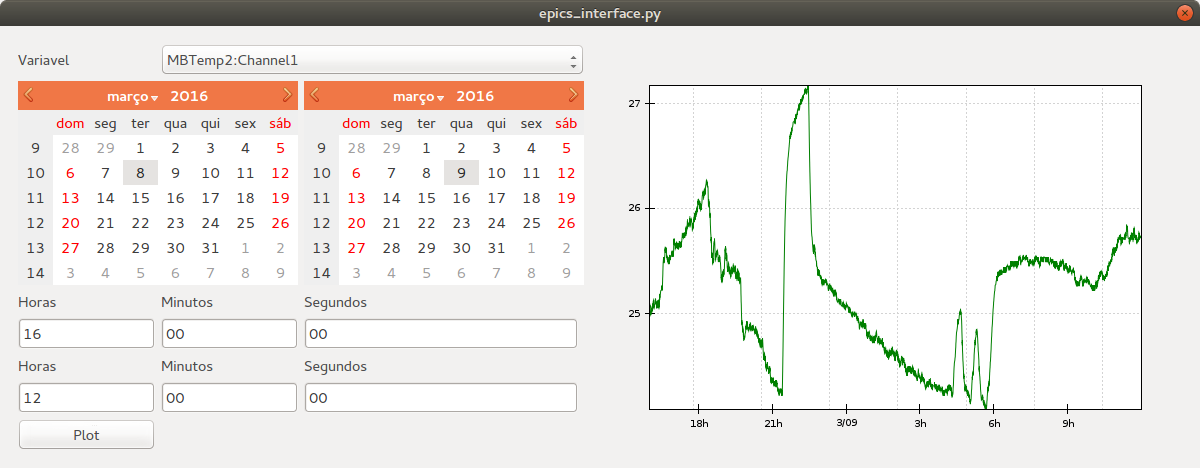 epics_interface.py
Variavel MBTemp2:Channel1
março 2016 março 2016
dom seg ter qua qui sex sáb dom seg ter qua qui sex sáb
9 28 29 1 2 3 4 5 9 28 29 1 2 3 4 5
10 6 7 8 9 10 11 12 10 6 7 8 9 10 11 12
11 13 14 15 16 17 18 19 11 13 14 15 16 17 18 19
12 20 21 22 23 24 25 26 12 20 21 22 23 24 25 26
13 27 28 29 30 31 1 2 13 27 28 29 30 31 1 2
14 3 4 5 6 7 8 9 14 3 4 5 6 7 8 9
Horas Minutos Segundos
16 00 00
Horas Minutos Segundos
12 00 00
Plot
27
26
25
18h 21h 3/09 3h 6h 9h